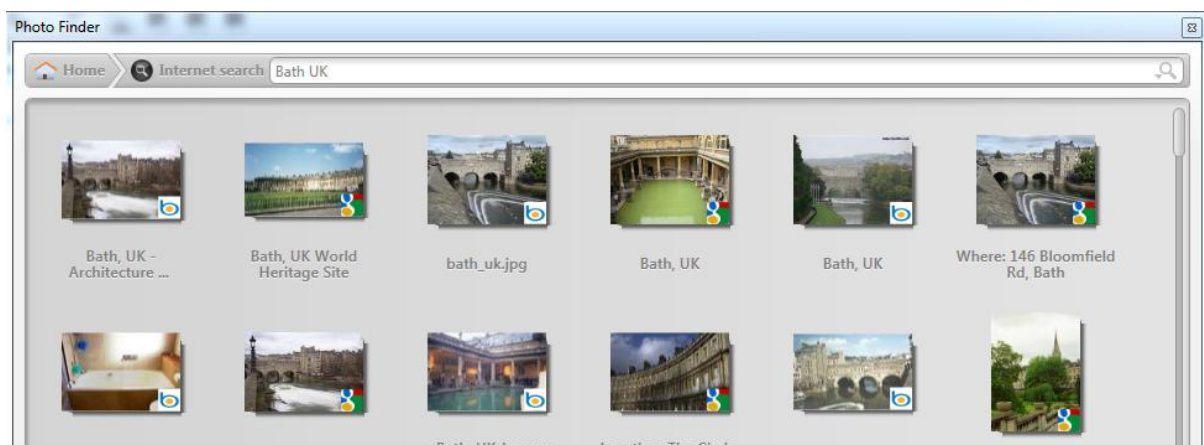 Photo Finder
Home
Internet search
Bath UK
Bath, UK -
Architecture ...
Bath, UK World
Heritage Site
bath_uk.jpg
Bath, UK
Bath, UK
Where: 146 Bloomfield
Rd, Bath